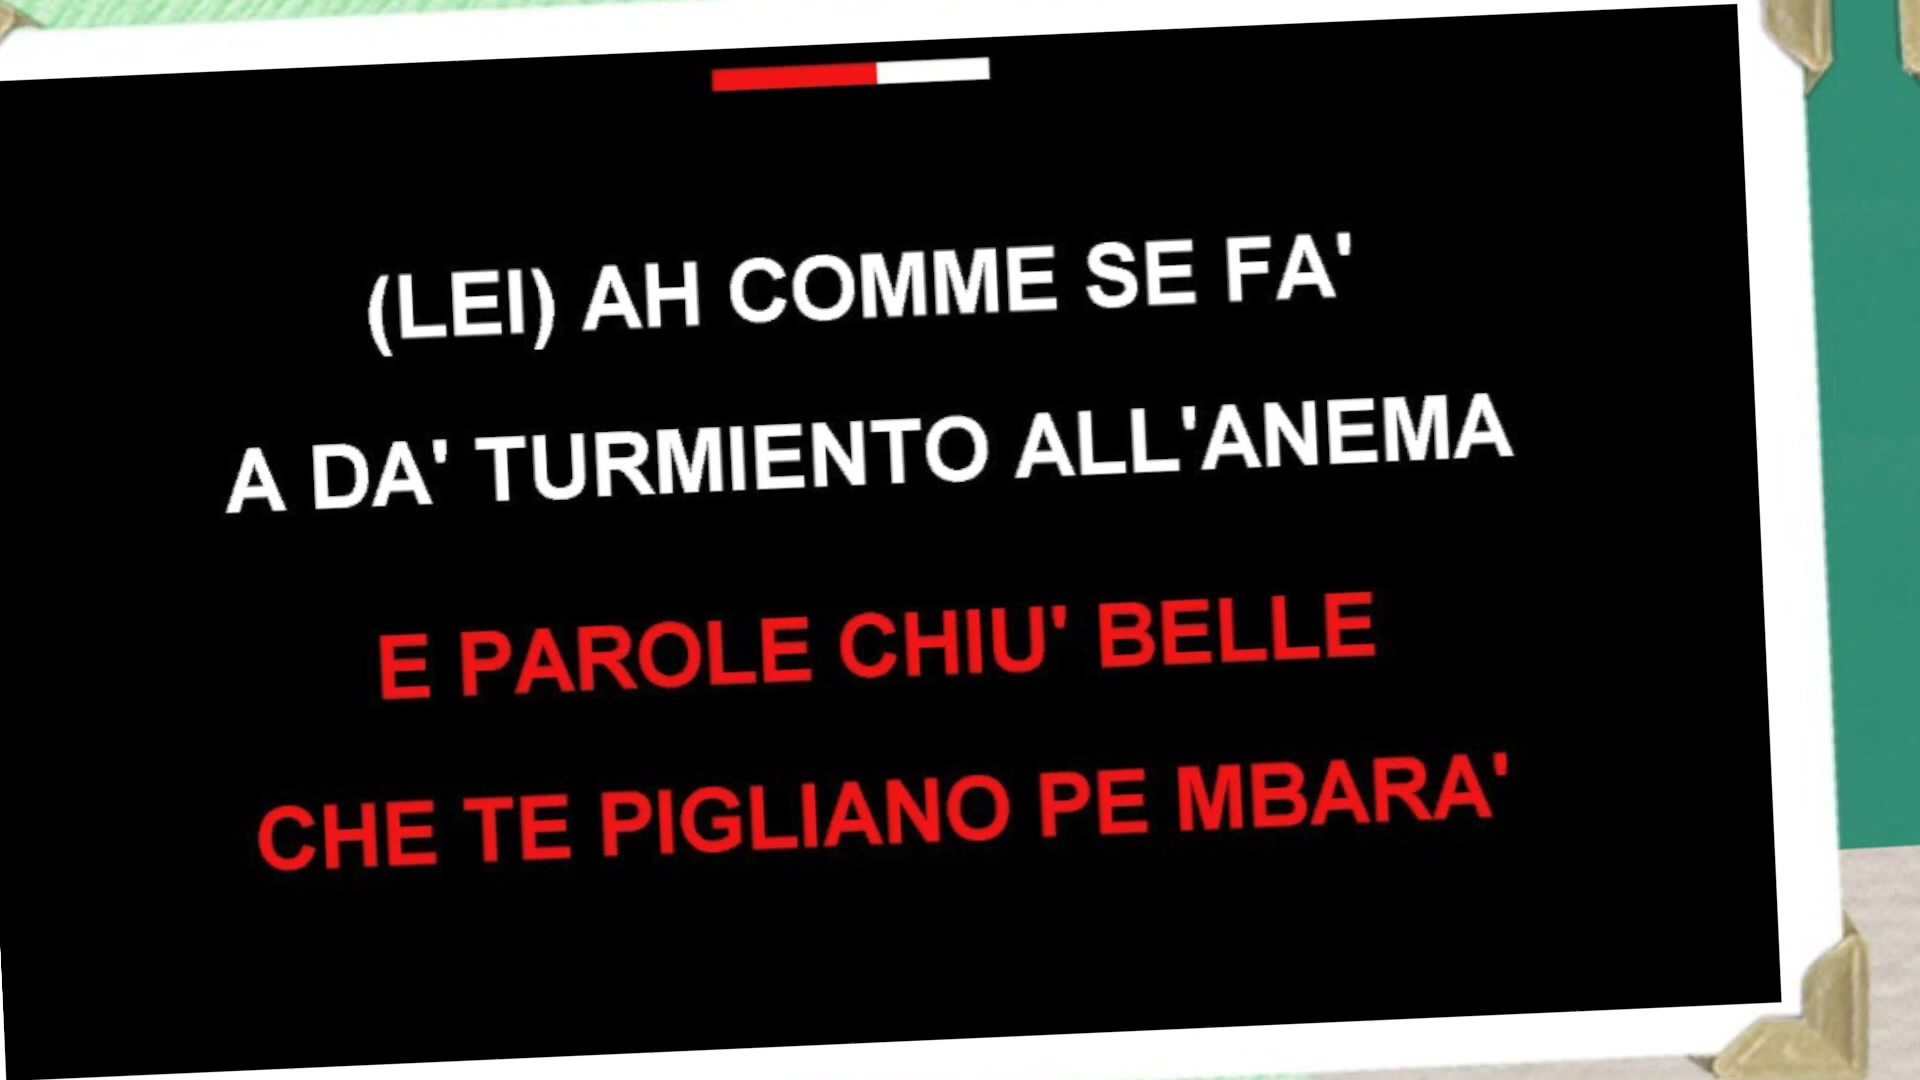 (LEI) AH COMME SE FA'
A DA' TURMIENTO ALL'ANEMA
E PAROLE CHIU' BELLE
CHE TE PIGLIANO PE MBARA'